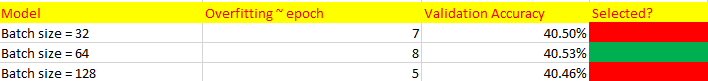 Model Overfitting ~ epoch Validation Accuracy Selected?
Batch size = 32 7 40.50%
Batch size = 64 8 40.53%
Batch size = 128 5 40.46%